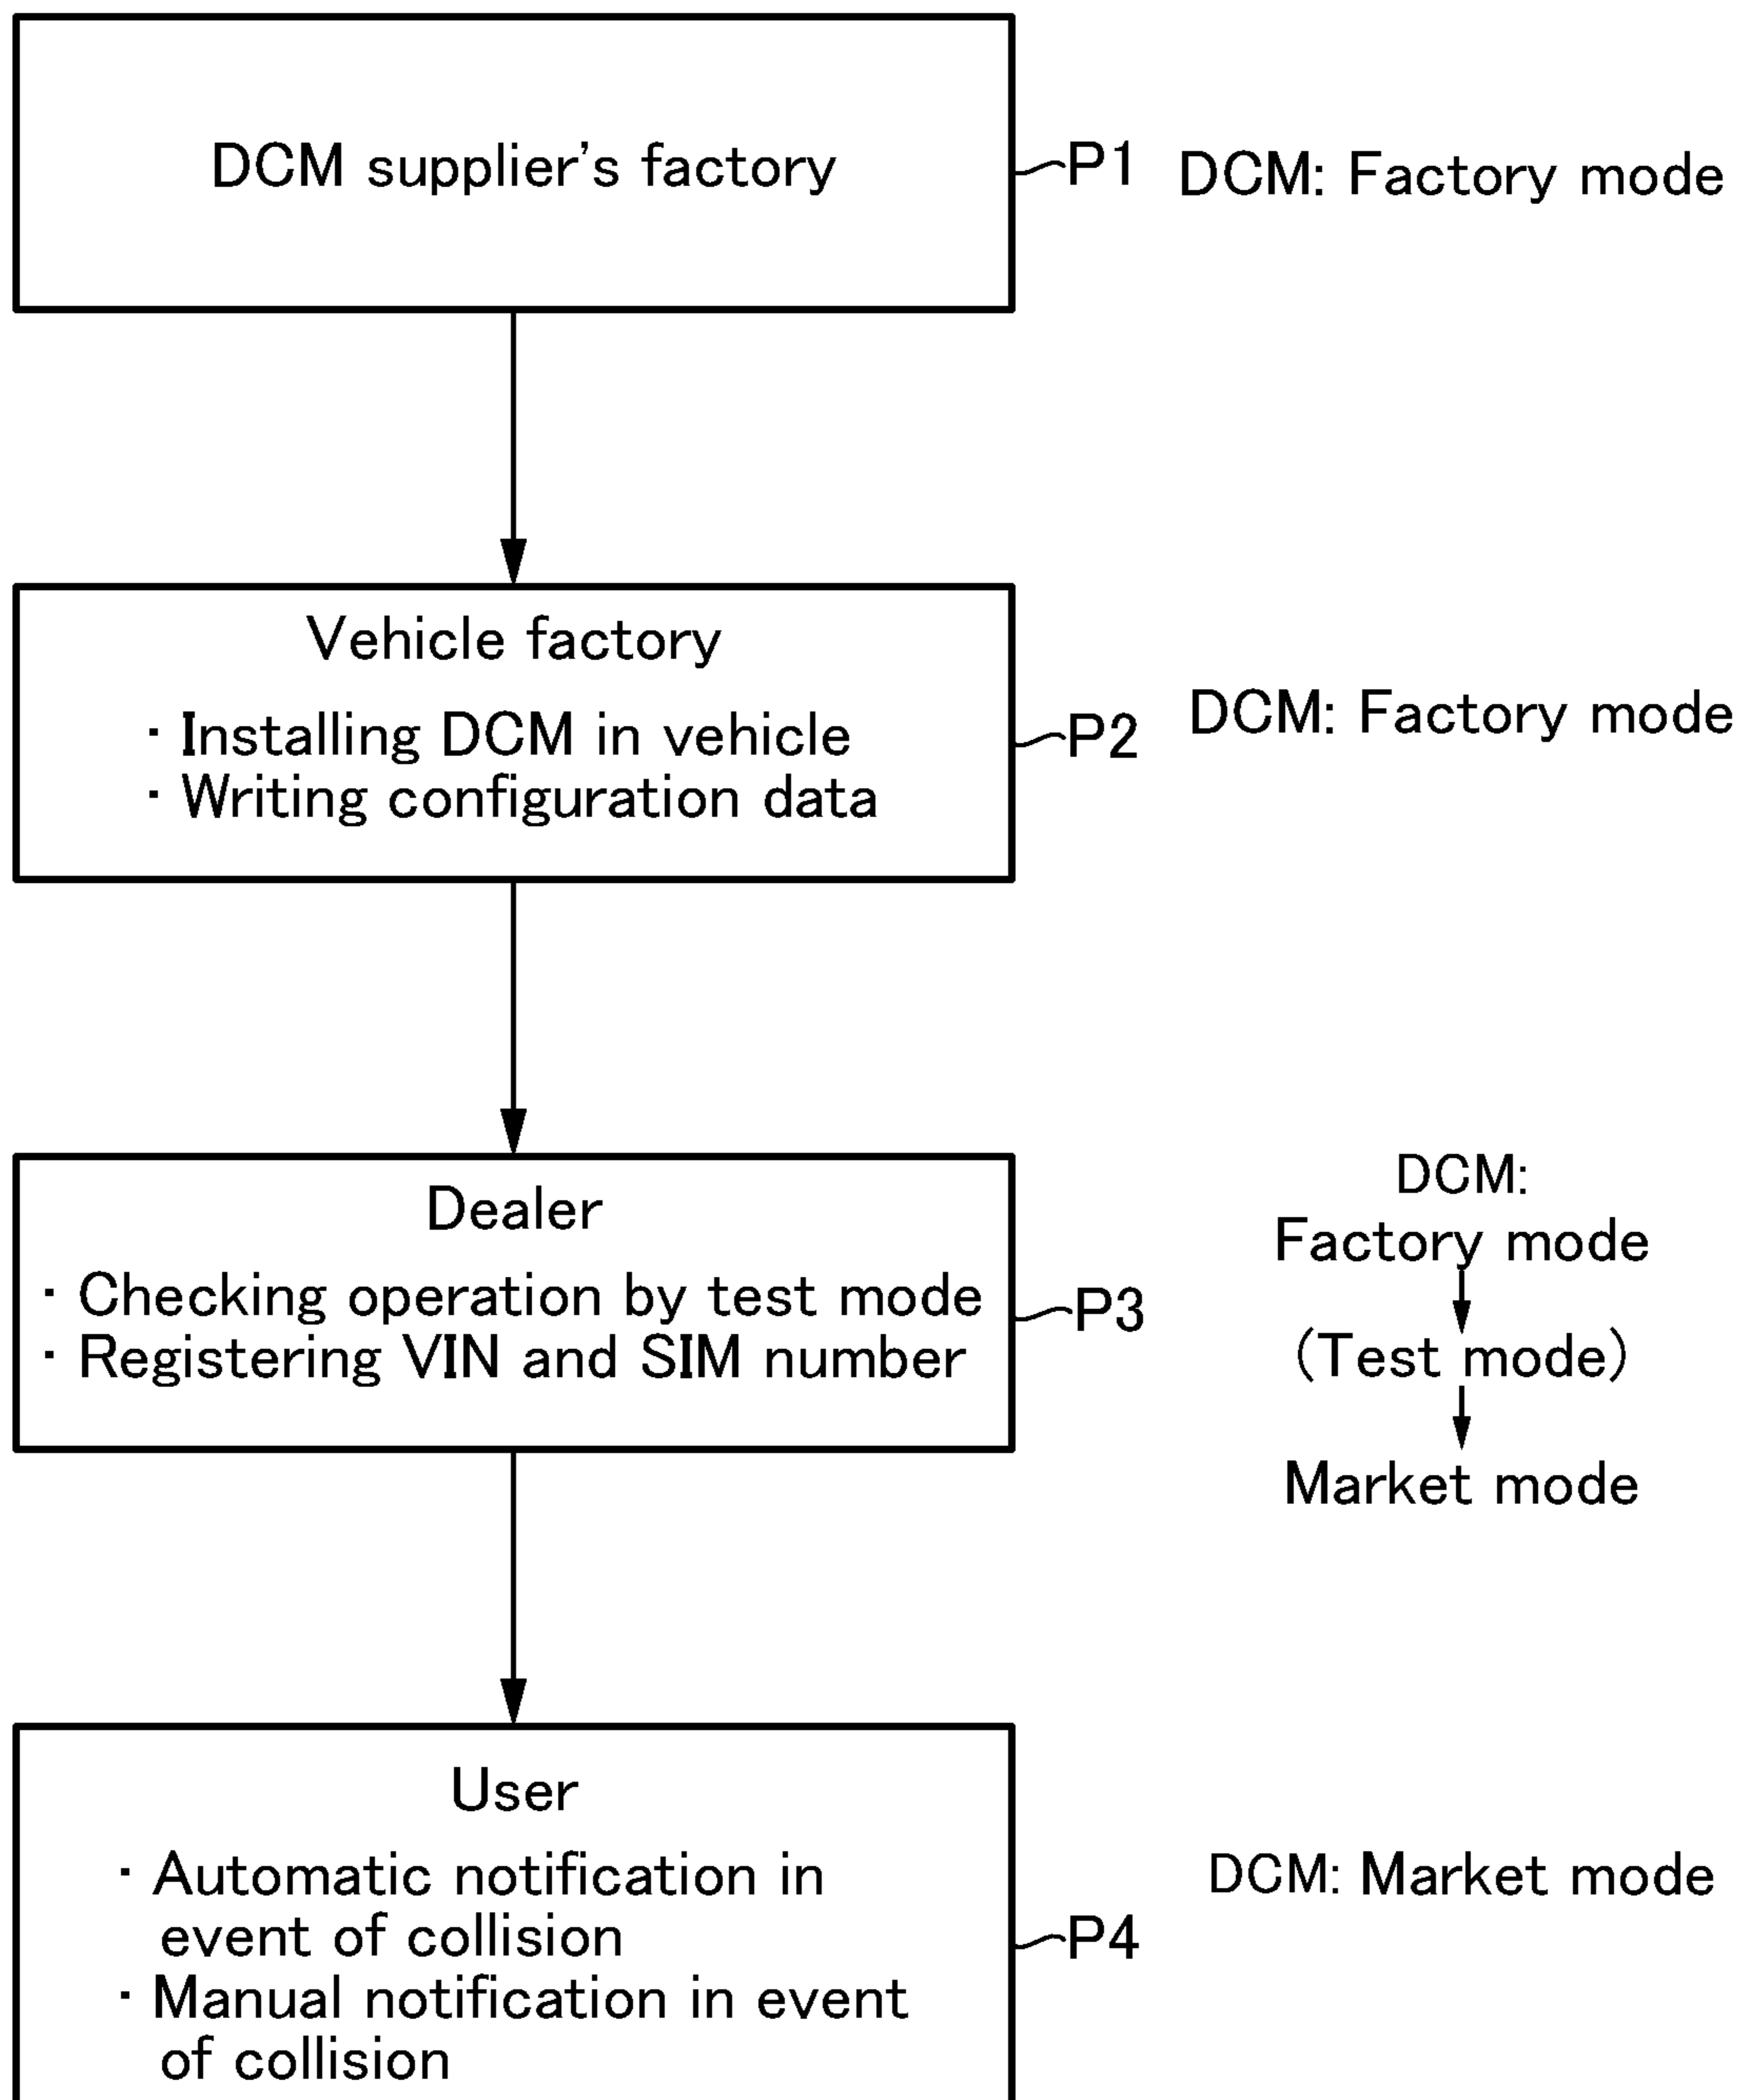 DCM supplier's factory
P1
DCM: Factory mode
Vehicle factory
・Installing DCM in vehicle
・Writing configuration data
P2
DCM: Factory mode
Dealer
・Checking operation by test mode
・Registering VIN and SIM number
P3
DCM:
Factory mode
(Test mode)
Market mode
User
・Automatic notification in
event of collision
・Manual notification in event
of collision
P4
DCM: Market mode